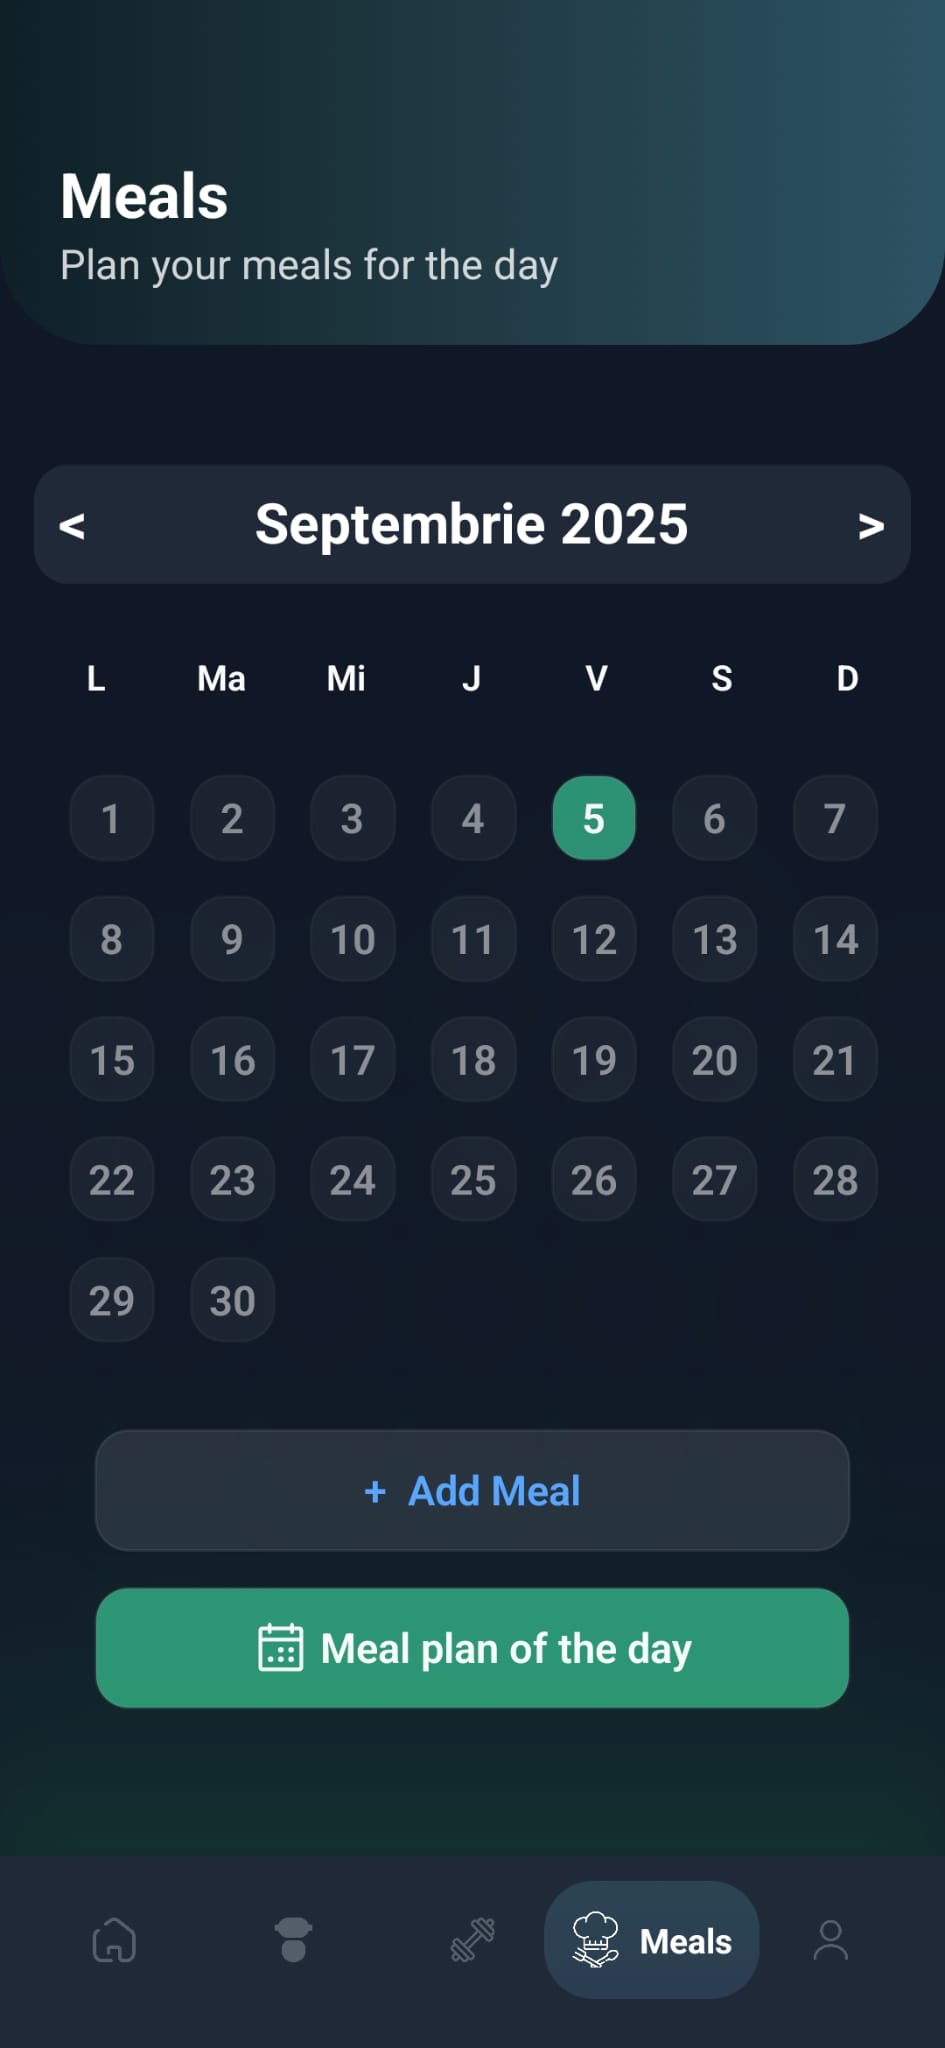 Meals
Plan your meals for the day
< Septembrie 2025 >
L Ma Mi J V S D
1 2 3 4 5 6 7
8 9 10 11 12 13 14
15 16 17 18 19 20 21
22 23 24 25 26 27 28
29 30
+ Add Meal
Meal plan of the day
Meals